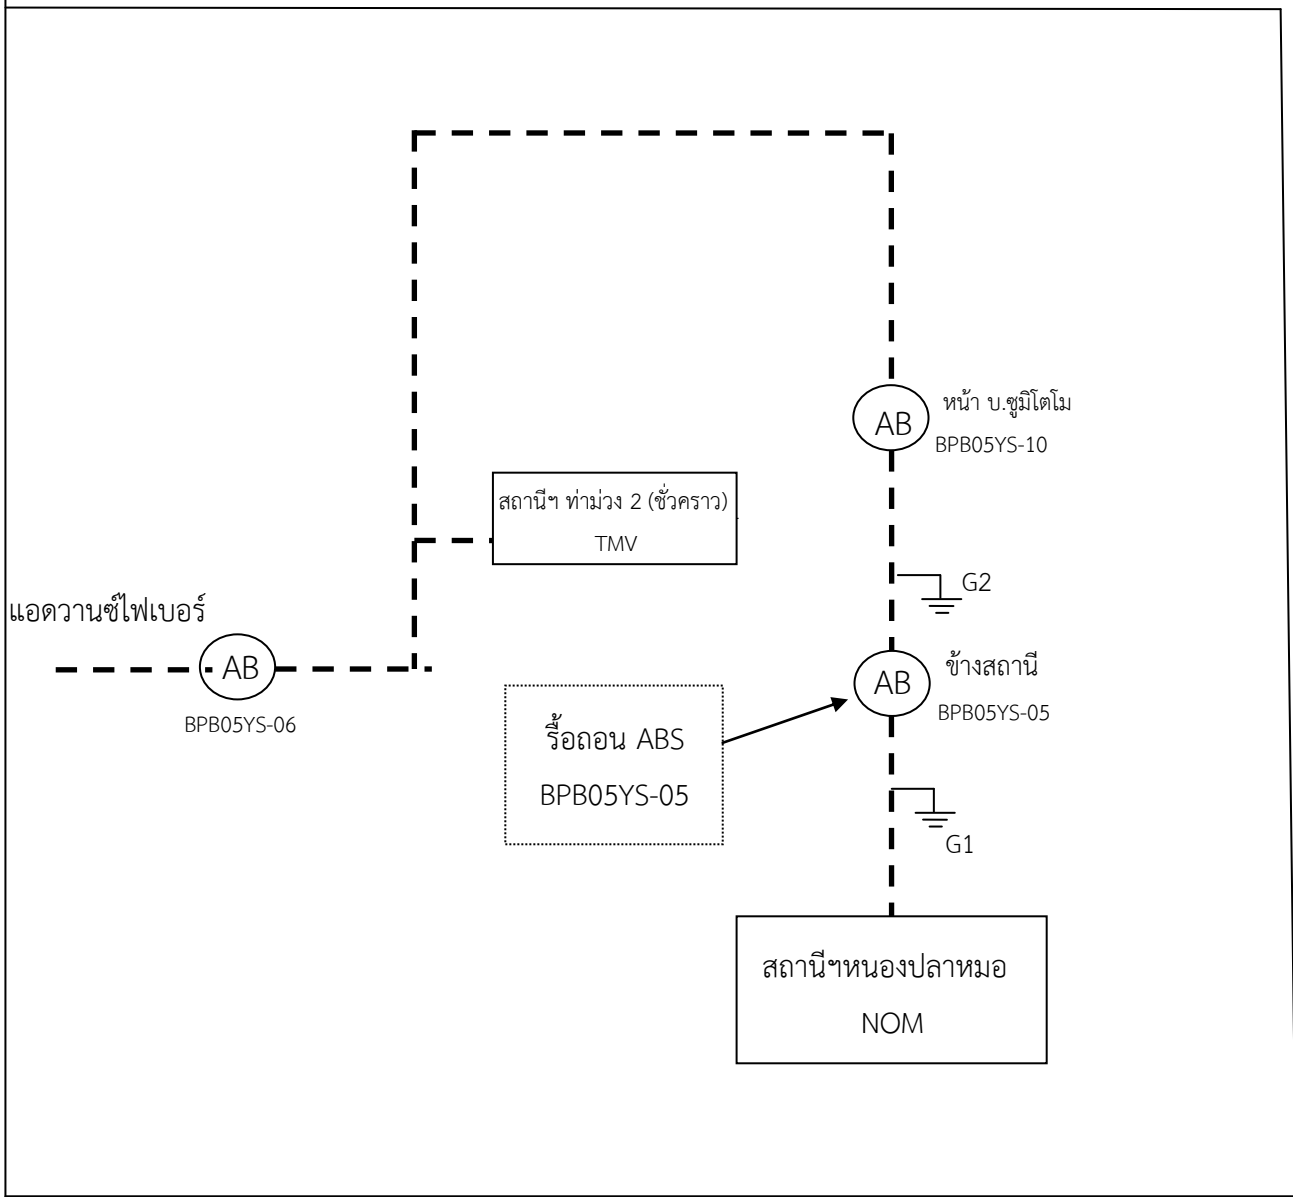 หน้า บ.ซูมิโตโม
AB
BPB05YS-10
สถานีฯ ท่าม่วง 2 (ชั่วคราว)
TMV
G2
แอดวานซ์ไฟเบอร์
AB
BPB05YS-06
ข้างสถานี
AB
BPB05YS-05
รื้อถอน ABS
BPB05YS-05
G1
สถานีฯหนองปลาหมอ
NOM